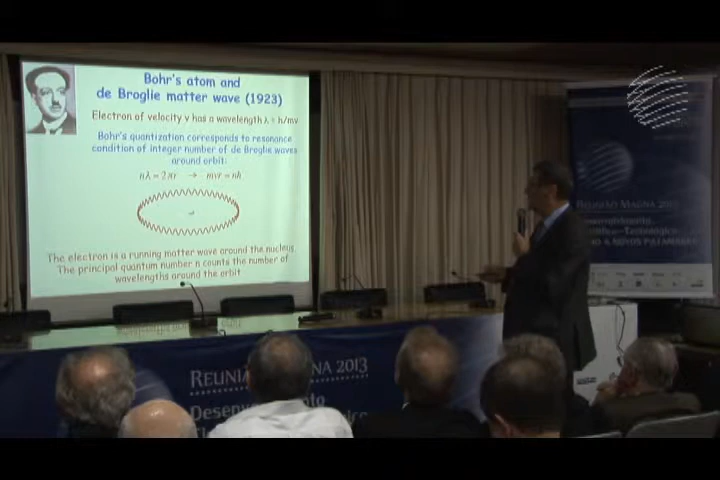 Bohr's atom and
de Broglie matter wave (1923)
Electron of velocity v has a wavelength λ = h/mv
Bohr's quantization corresponds to resonance
condition of integer number of de Broglie waves
around orbit:
nλ = 2πr → mvr = nħ
The electron is a running matter wave around the nucleus.
The principal quantum number n counts the number of
wavelengths around the orbit
REUNIÃO MAGNA 2013
REUNIÃO MAGNA 2013